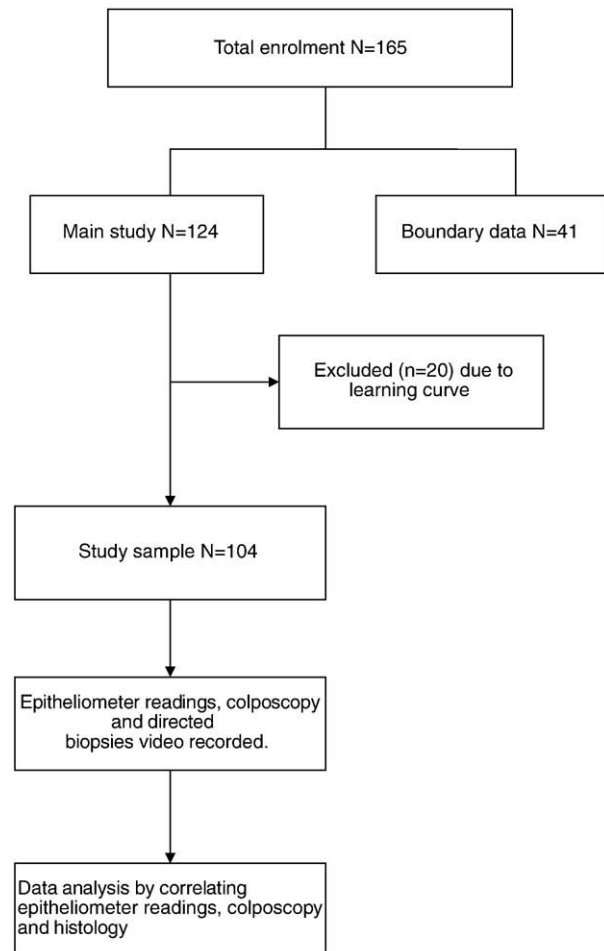 Total enrolment N=165
Main study N=124
Boundary data N=41
Excluded (n=20) due to
learning curve
Study sample N=104
Epitheliometer readings, colposcopy
and directed
biopsies video recorded.
Data analysis by correlating
epitheliometer readings, colposcopy
and histology